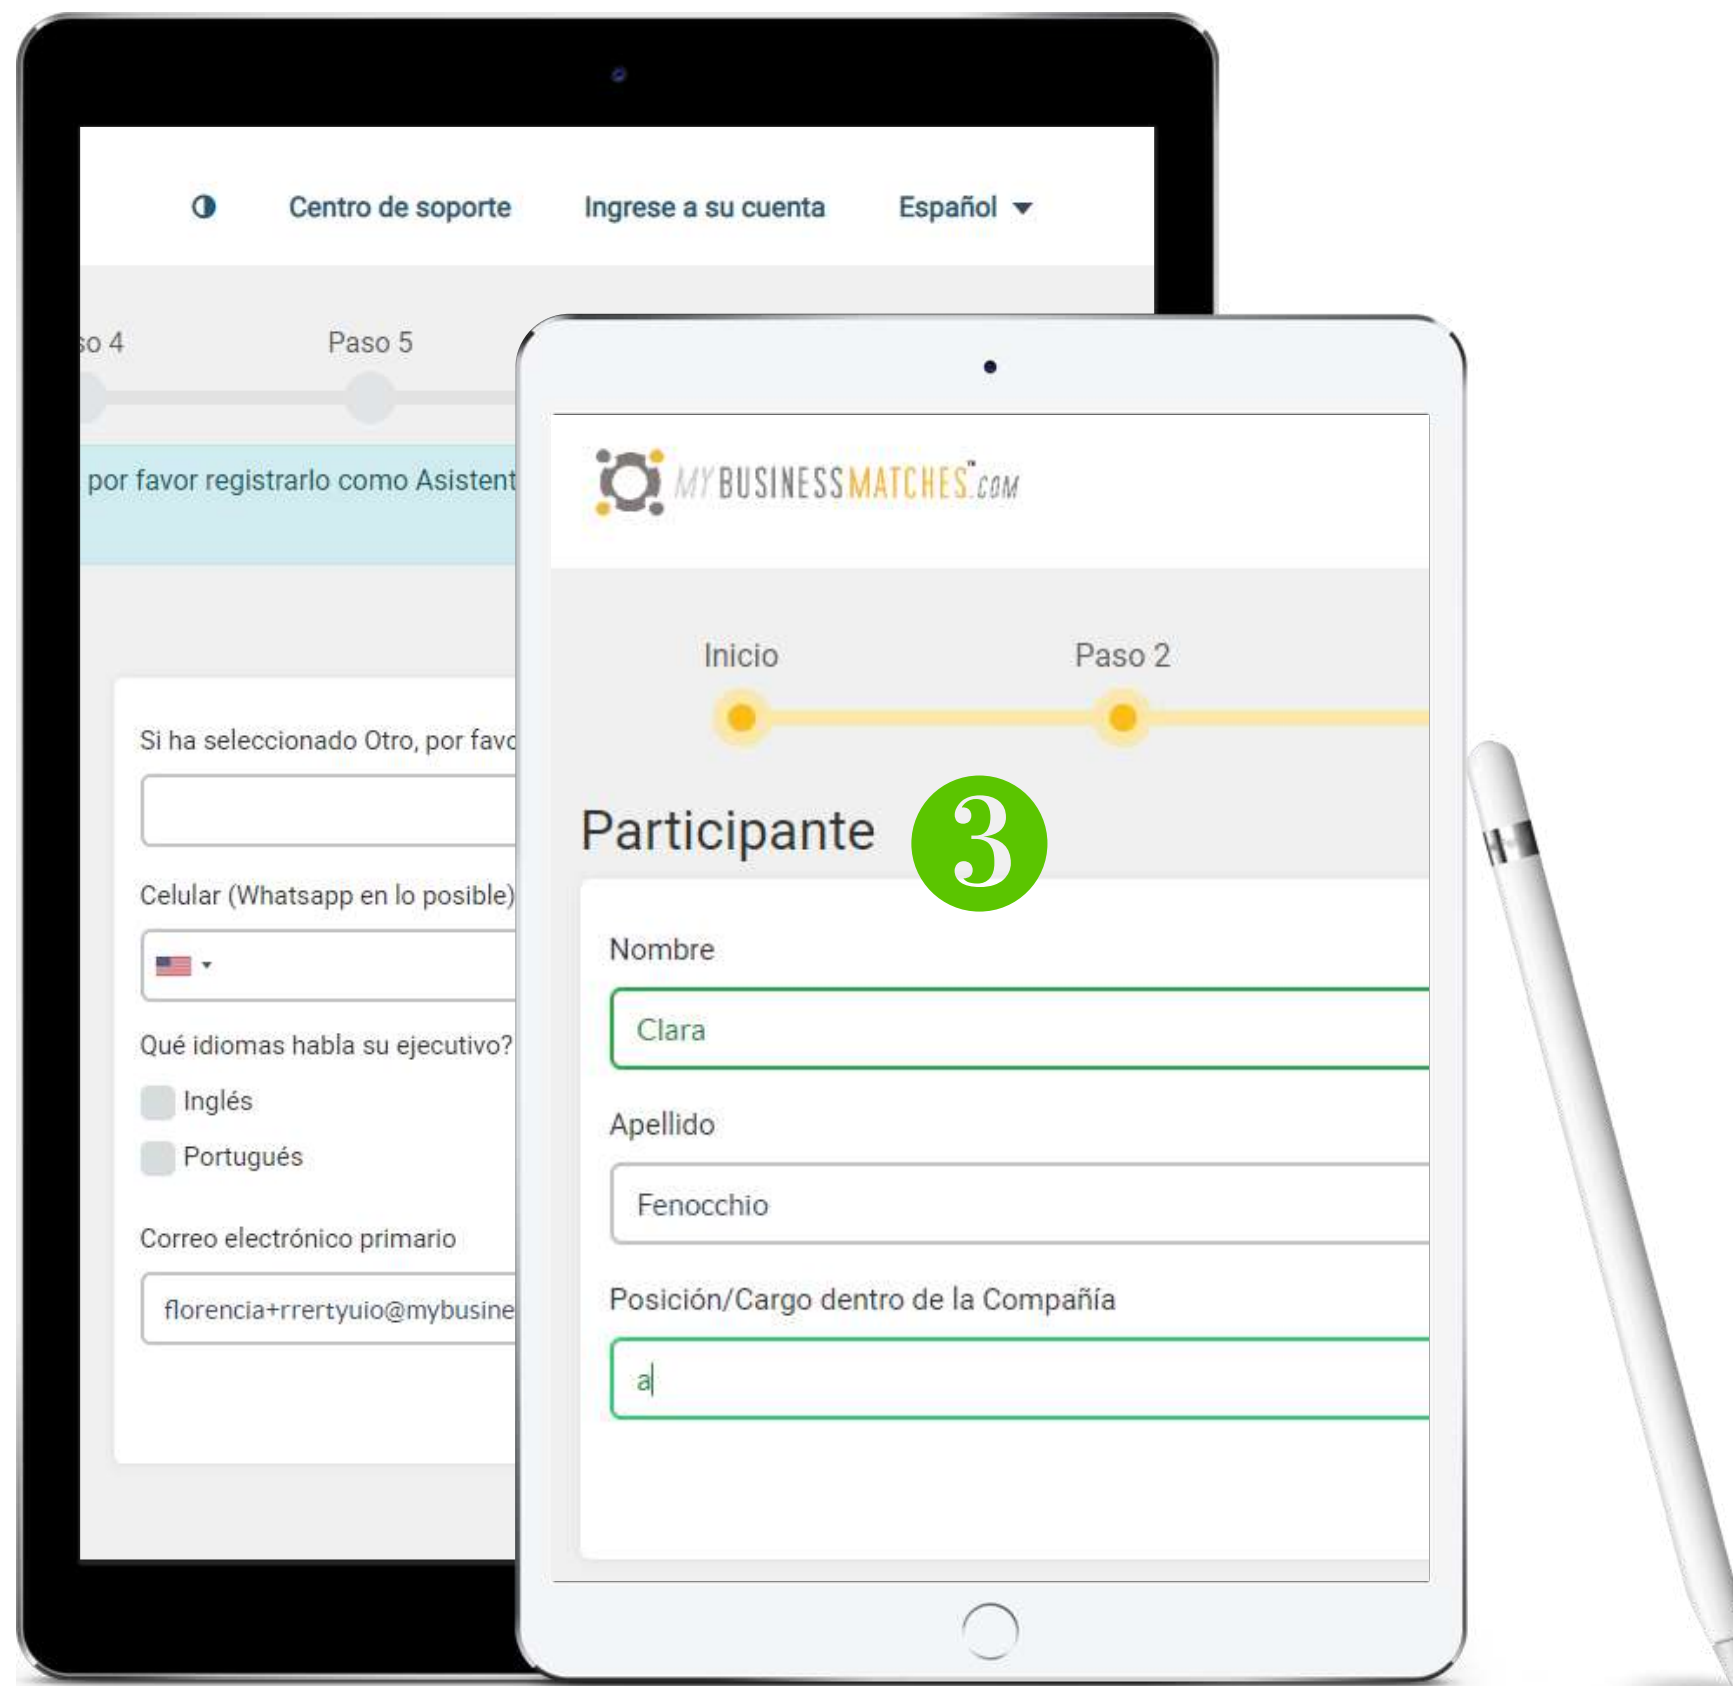 Centro de soporte Ingrese a su cuenta Español
so 4 Paso 5
por favor registrarlo como Asistent
Si ha seleccionado Otro, por favo
Celular (Whatsapp en lo posible)
Qué idiomas habla su ejecutivo?
Inglés
Portugués
Correo electrónico primario
florencia+rrertyuio@mybusine
MYBUSINESSMATCHES™.COM
Inicio Paso 2
Participante 3
Nombre
Clara
Apellido
Fenocchio
Posición/Cargo dentro de la Compañía
a